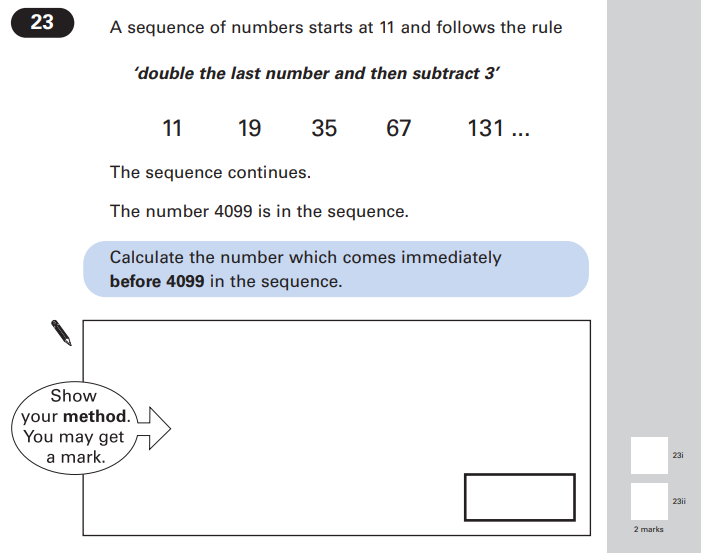 23
A sequence of numbers starts at 11 and follows the rule
‘double the last number and then subtract 3’
11 19 35 67 131 ...
The sequence continues.
The number 4099 is in the sequence.
Calculate the number which comes immediately
before 4099 in the sequence.
Show
your method.
You may get
a mark.
23i
23ii
2 marks